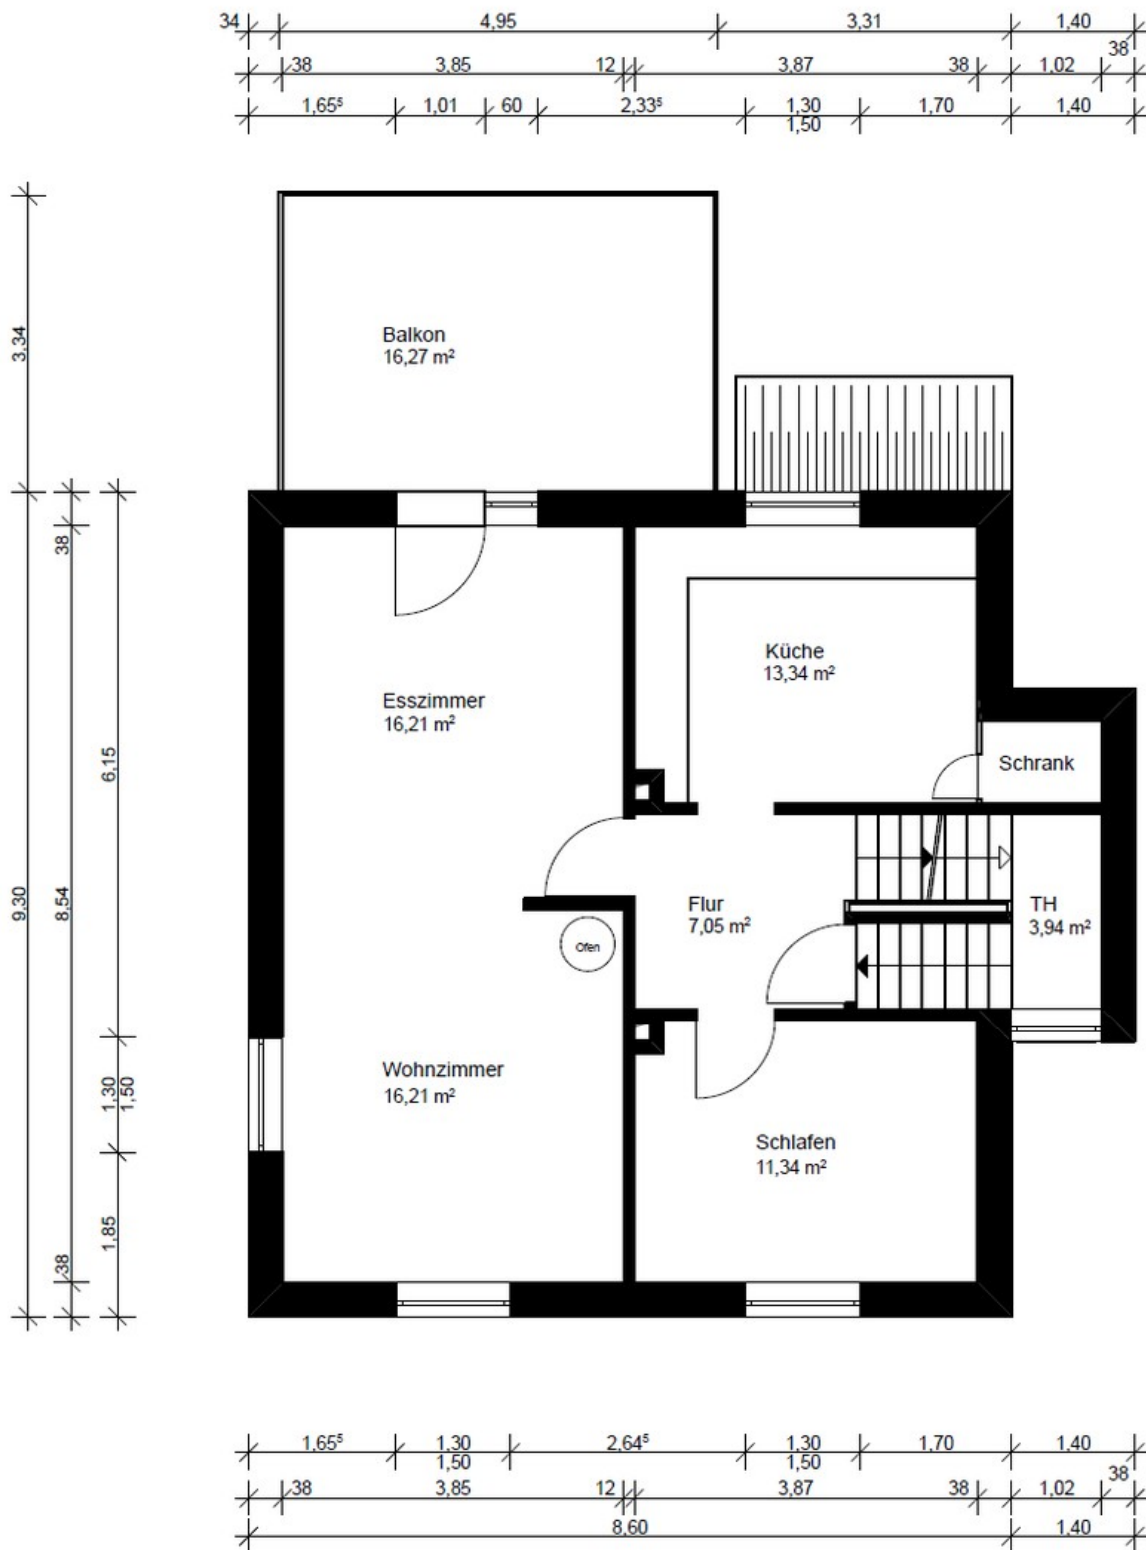 34 4,95 3,31 1,40
38
38 3,85 12 3,87 38 1,02
1,65⁵ 1,01 60 2,33⁵ 1,30 1,70 1,40
1,50
3,34
Balkon
16,27 m²
38
Küche
13,34 m²
Esszimmer
16,21 m²
6,15
Schrank
9,30
8,54
Flur
7,05 m²
TH
3,94 m²
Ofen
Wohnzimmer
16,21 m²
1,30
1,50
Schlafen
11,34 m²
1,85
38
1,65⁵ 1,30 2,64⁵ 1,30 1,70 1,40
1,50 1,50
38
38 3,85 12 3,87 38 1,02
8,60 1,40